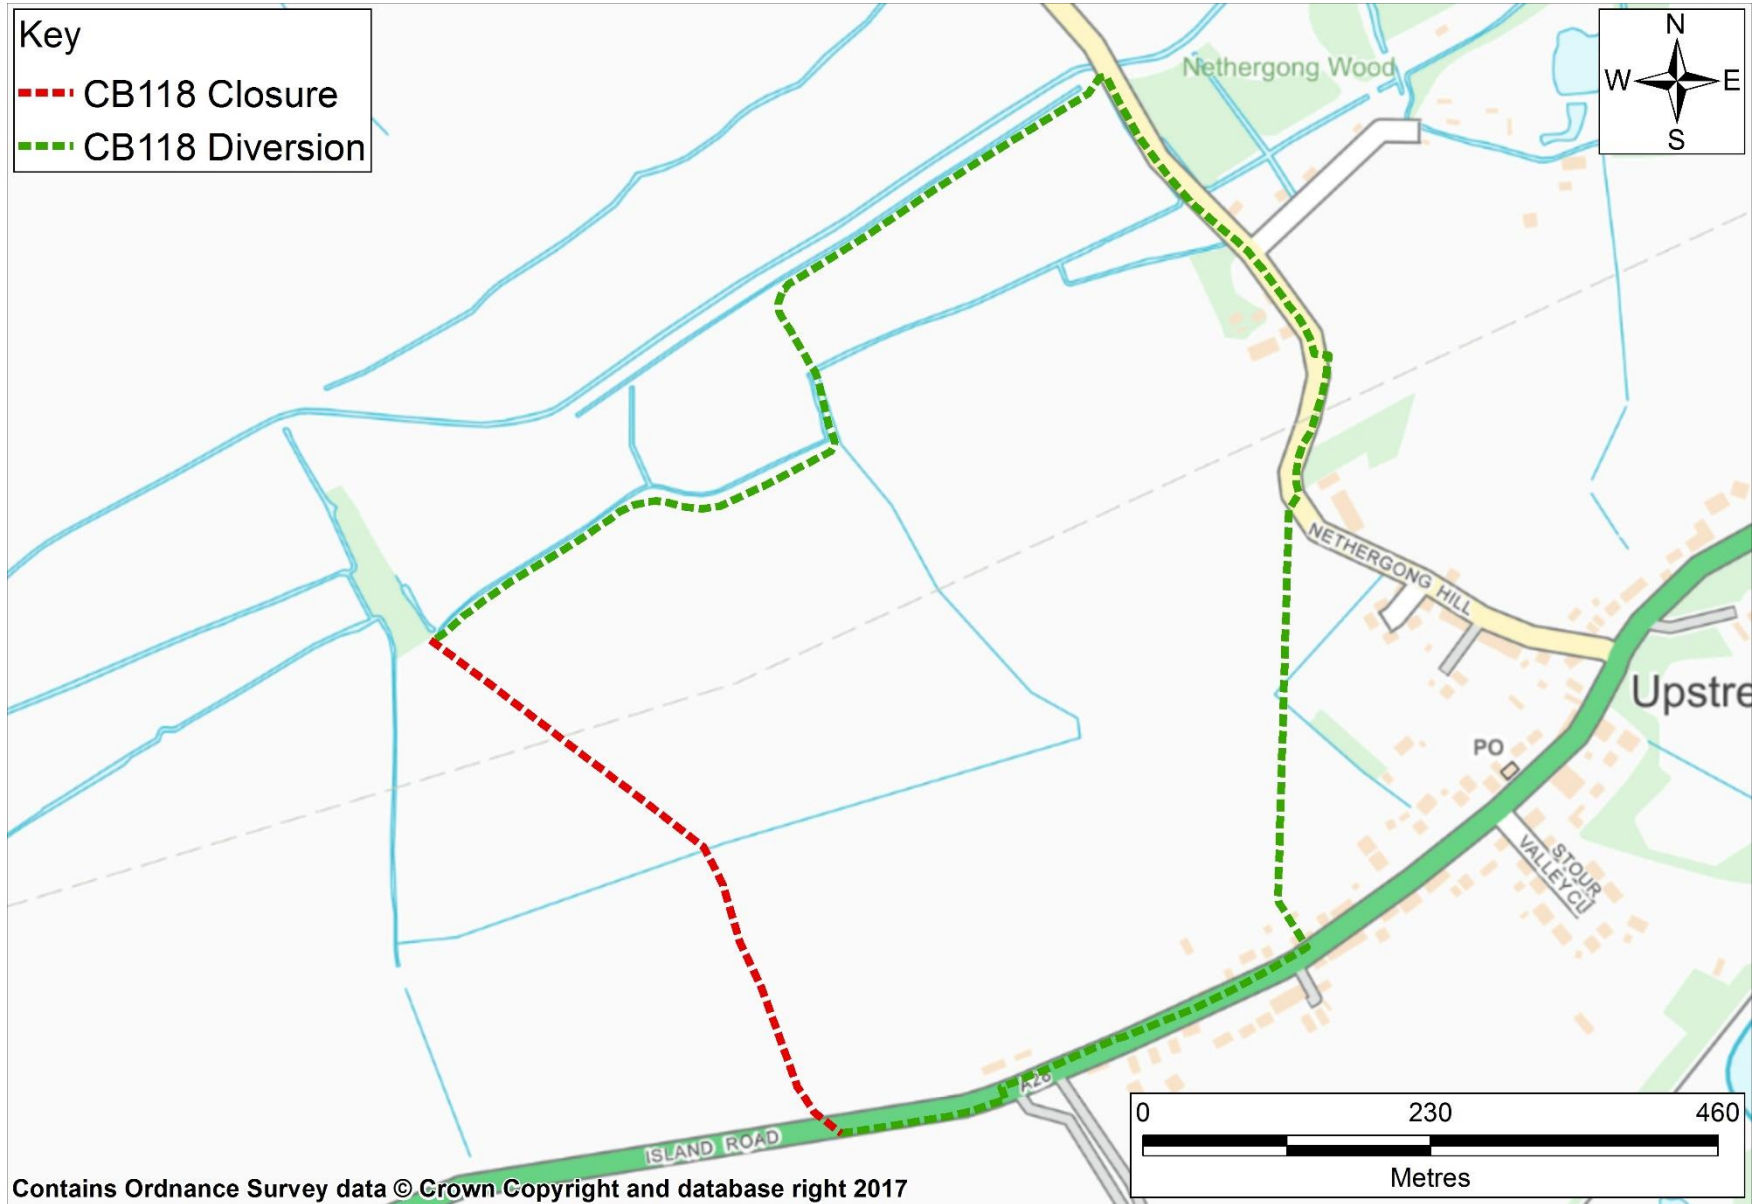 Key
CB118 Closure
CB118 Diversion
Nethergong Wood
N
W E
S
NETHERGONG HILL
Upstre
PO
STOUR
VALLEY CL
A28
ISLAND ROAD
0 230 460
Metres
Contains Ordnance Survey data © Crown Copyright and database right 2017